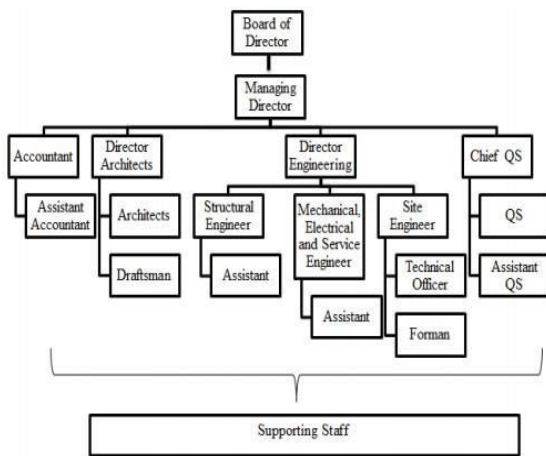 Board of
Director
Managing
Director
Accountant
Director
Architects
Director
Engineering
Chief QS
Assistant
Accountant
Architects
Structural
Engineer
Mechanical,
Electrical
and Service
Engineer
Site
Engineer
QS
Draftsman
Assistant
Technical
Officer
Assistant
QS
Assistant
Forman
Supporting Staff